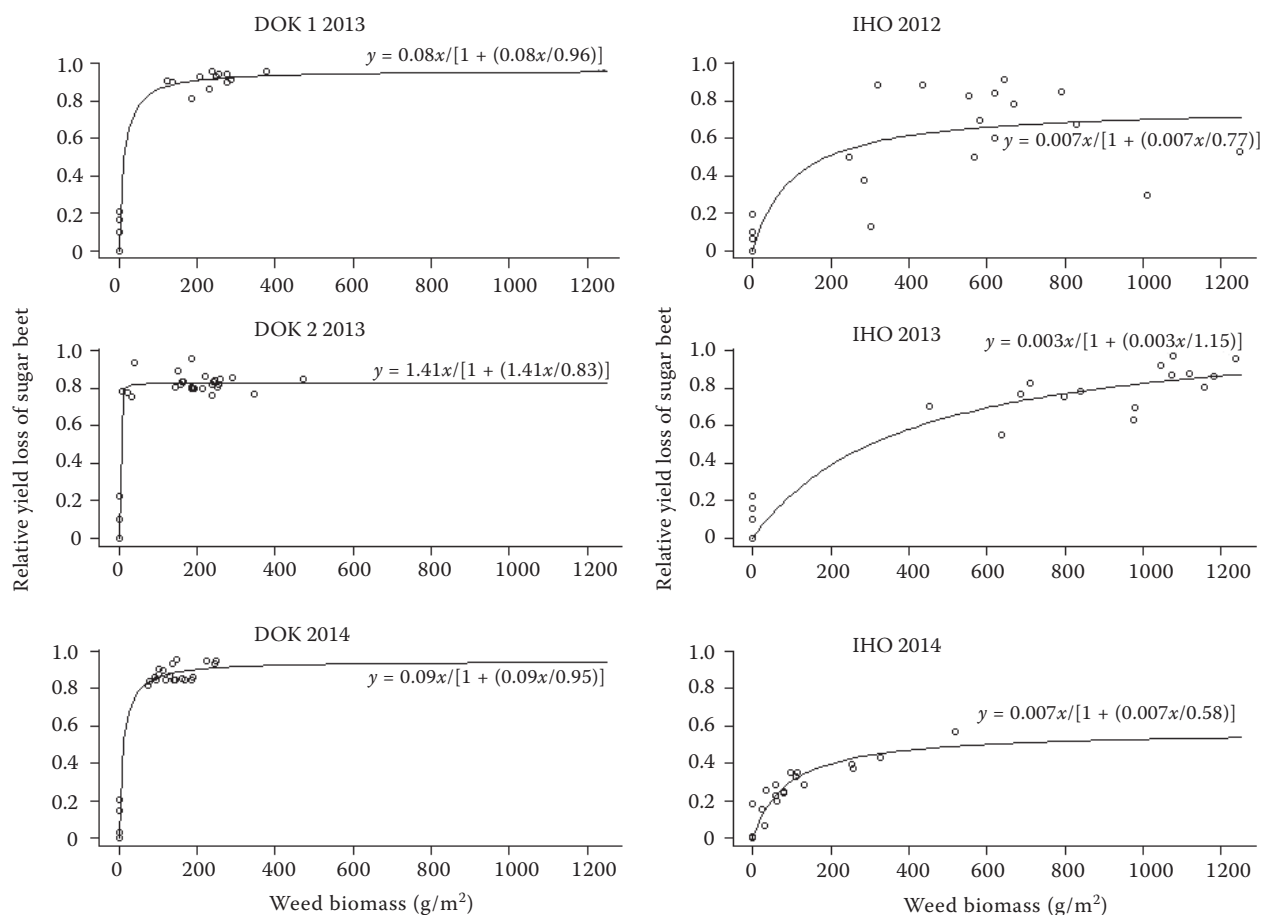 DOK 1 2013
y = 0.08x/[1 + (0.08x/0.96)]
1.0
0.8
0.6
0.4
0.2
0
0 200 400 600 800 1000 1200
IHO 2012
y = 0.007x/[1 + (0.007x/0.77)]
1.0
0.8
0.6
0.4
0.2
0
0 200 400 600 800 1000 1200
Relative yield loss of sugar beet
DOK 2 2013
y = 1.41x/[1 + (1.41x/0.83)]
1.0
0.8
0.6
0.4
0.2
0
0 200 400 600 800 1000 1200
Relative yield loss of sugar beet
IHO 2013
y = 0.003x/[1 + (0.003x/1.15)]
1.0
0.8
0.6
0.4
0.2
0
0 200 400 600 800 1000 1200
DOK 2014
y = 0.09x/[1 + (0.09x/0.95)]
1.0
0.8
0.6
0.4
0.2
0
0 200 400 600 800 1000 1200
Weed biomass (g/m²)
IHO 2014
y = 0.007x/[1 + (0.007x/0.58)]
1.0
0.8
0.6
0.4
0.2
0
0 200 400 600 800 1000 1200
Weed biomass (g/m²)